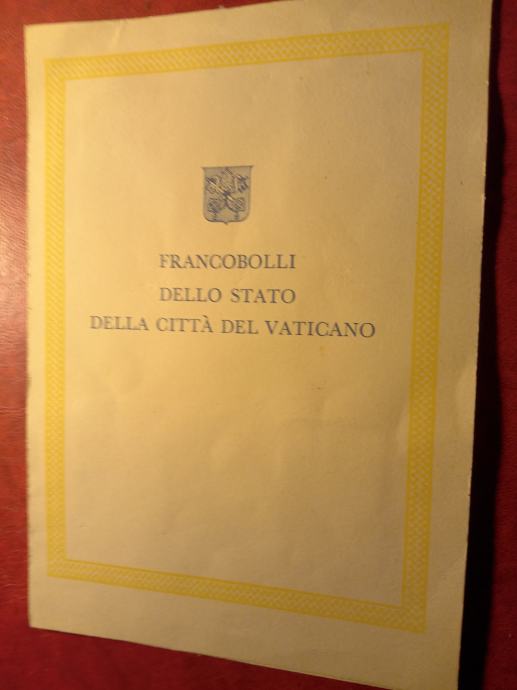 FRANCOBOLLI
DELLO STATO
DELLA CITTÀ DEL VATICANO